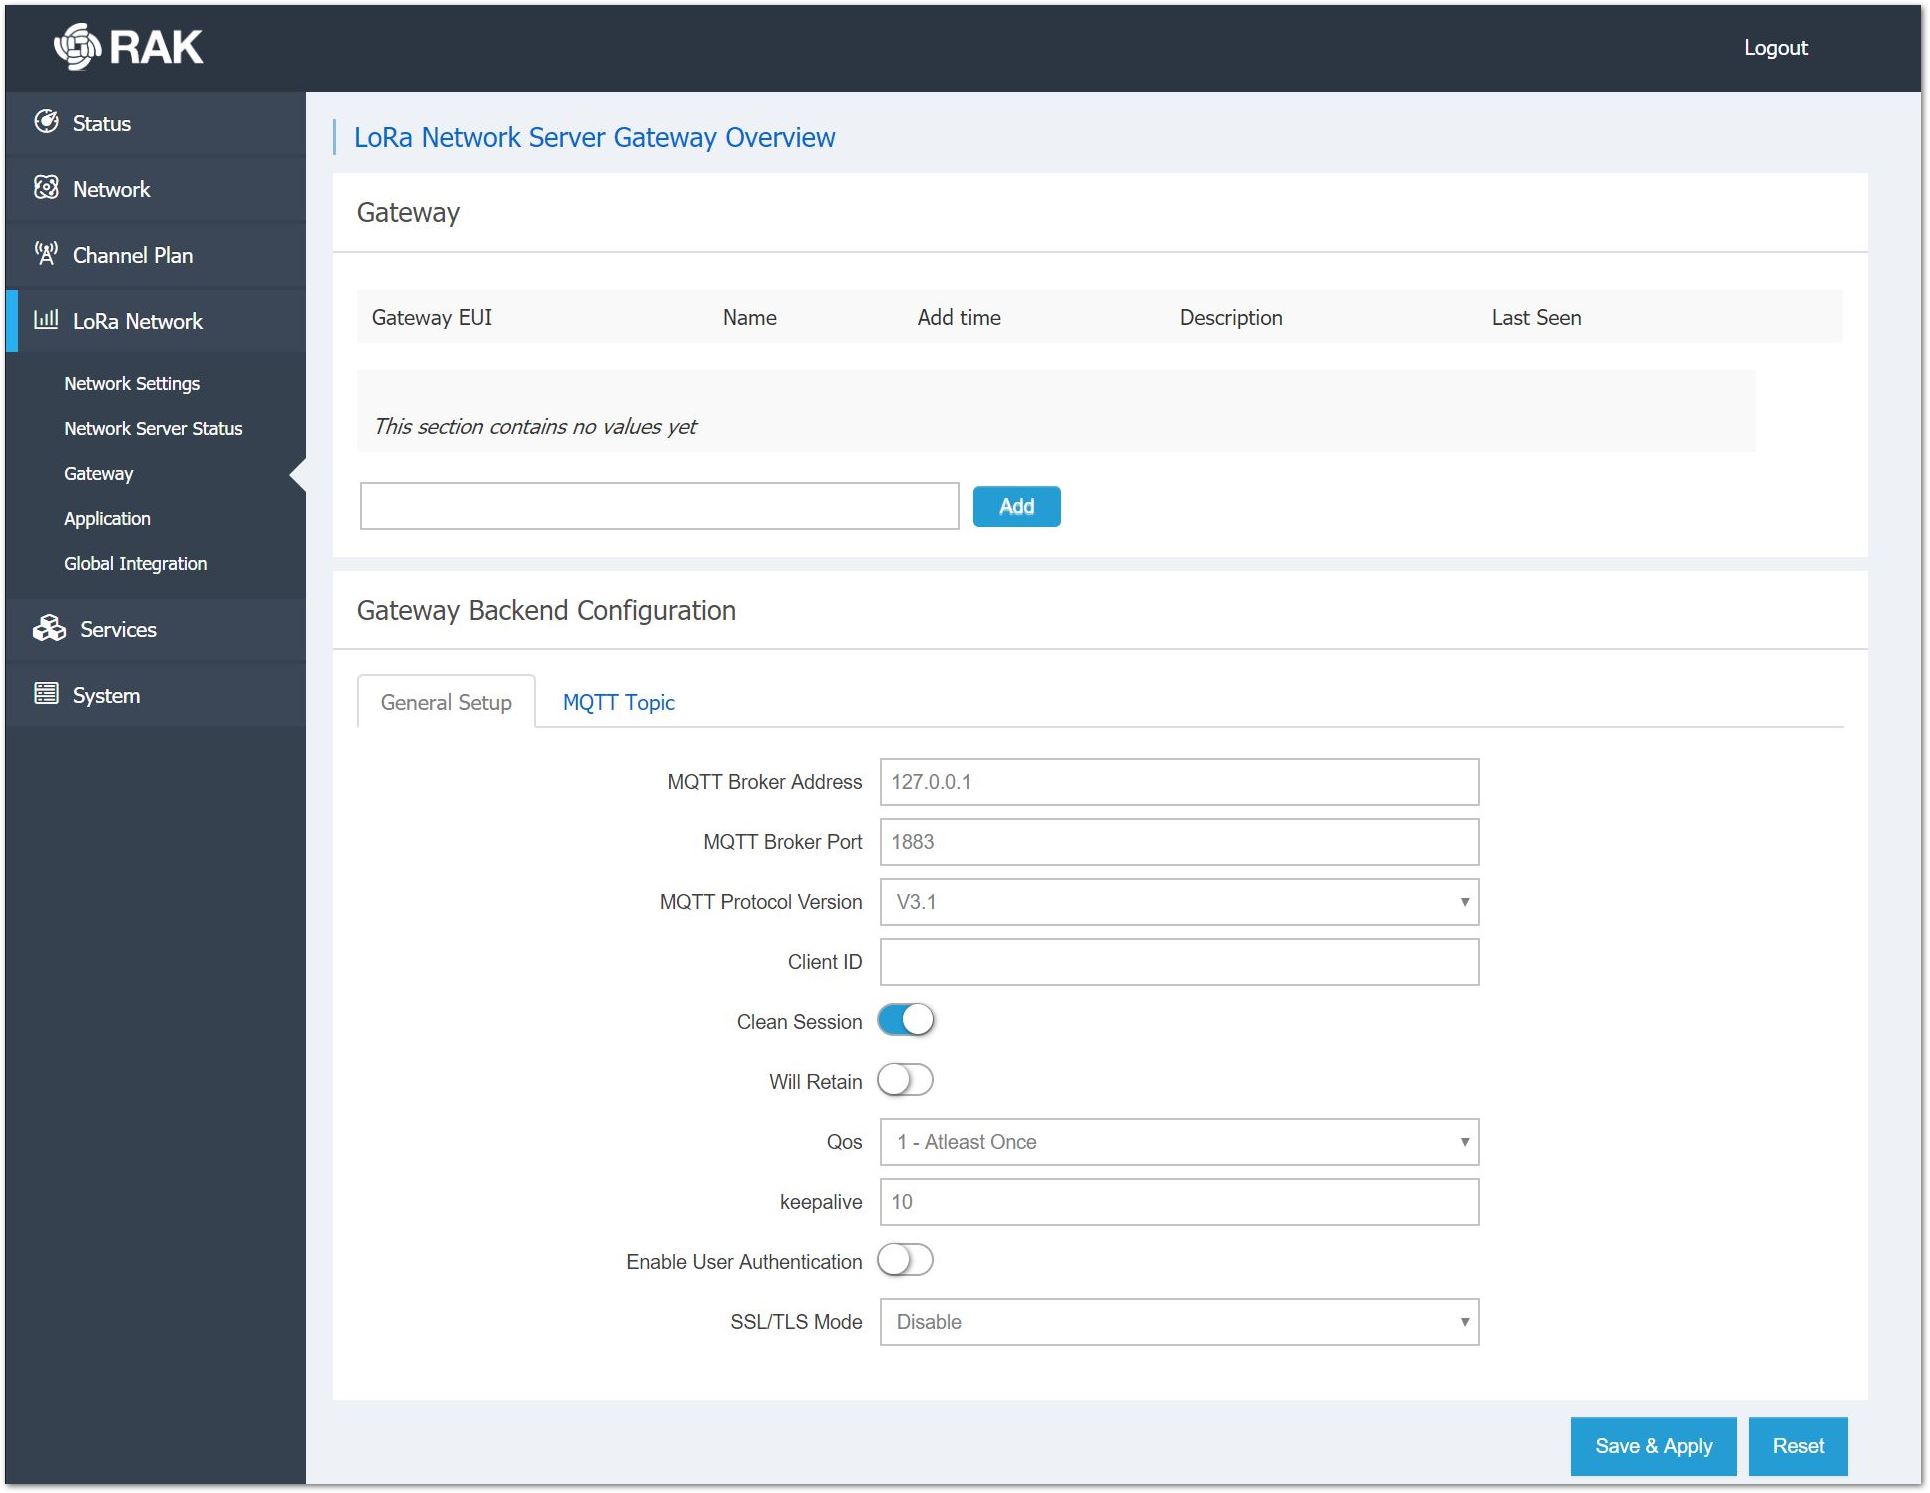 RAK
Logout
Status
Network
Channel Plan
LoRa Network
Network Settings
Network Server Status
Gateway
Application
Global Integration
Services
System
LoRa Network Server Gateway Overview
Gateway
Gateway EUI Name Add time Description Last Seen
This section contains no values yet
Add
Gateway Backend Configuration
General Setup MQTT Topic
MQTT Broker Address 127.0.0.1
MQTT Broker Port 1883
MQTT Protocol Version V3.1
Client ID
Clean Session
Will Retain
Qos 1 - Atleast Once
keepalive 10
Enable User Authentication
SSL/TLS Mode Disable
Save & Apply Reset